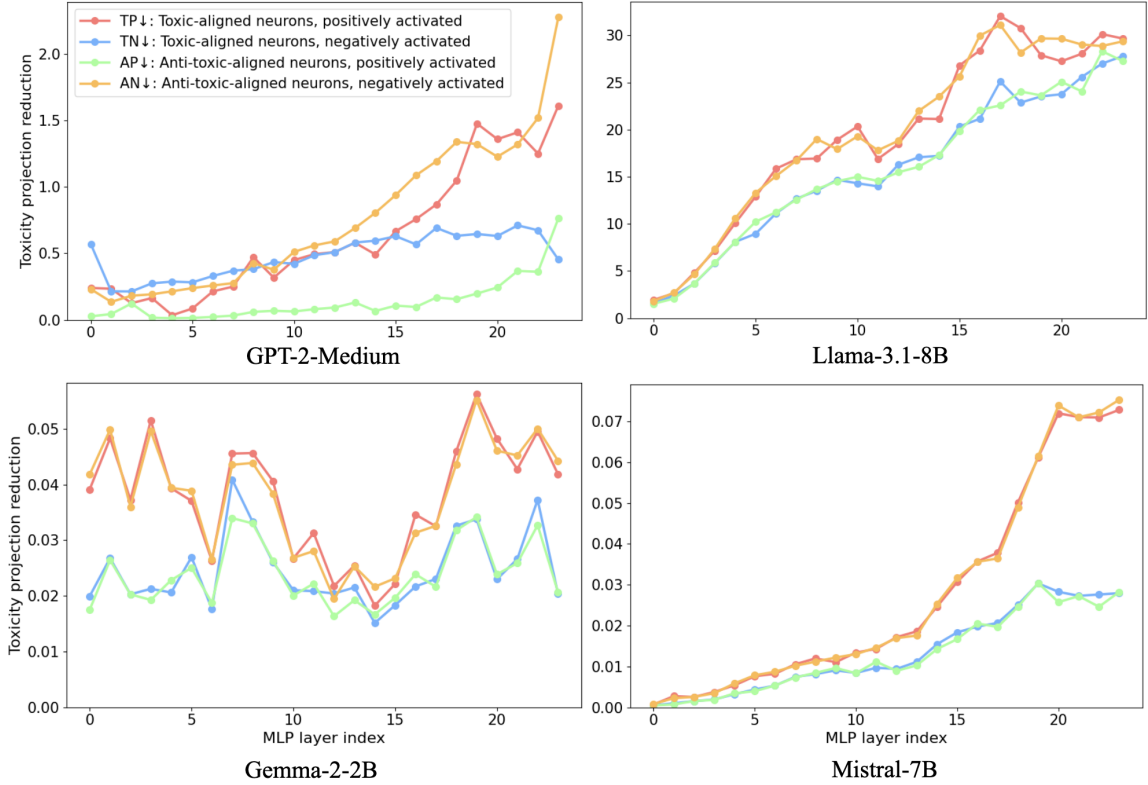 TP↓: Toxic-aligned neurons, positively activated
TN↓: Toxic-aligned neurons, negatively activated
AP↓: Anti-toxic-aligned neurons, positively activated
AN↓: Anti-toxic-aligned neurons, negatively activated
Toxicity projection reduction
2.0
1.5
1.0
0.5
0.0
0 5 10 15 20
GPT-2-Medium
30
25
20
15
10
5
0
0 5 10 15 20
Llama-3.1-8B
Toxicity projection reduction
0.05
0.04
0.03
0.02
0.01
0.00
0 5 10 15 20
MLP layer index
Gemma-2-2B
0.07
0.06
0.05
0.04
0.03
0.02
0.01
0.00
0 5 10 15 20
MLP layer index
Mistral-7B